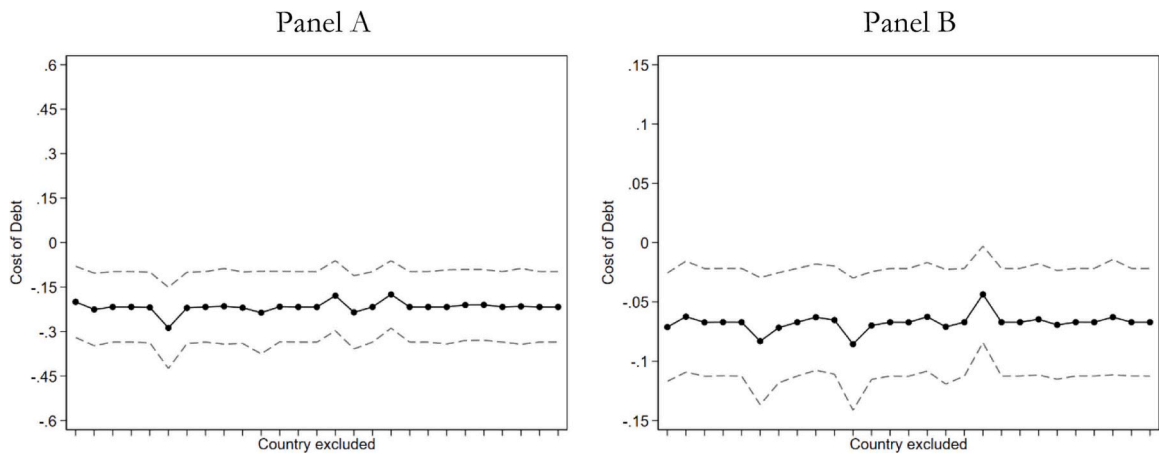 Panel A
Panel B
.6
.45
.3
.15
0
-.15
-.3
-.45
-.6
Cost of Debt
Country excluded
.15
.1
.05
0
-.05
-.1
-.15
Cost of Debt
Country excluded